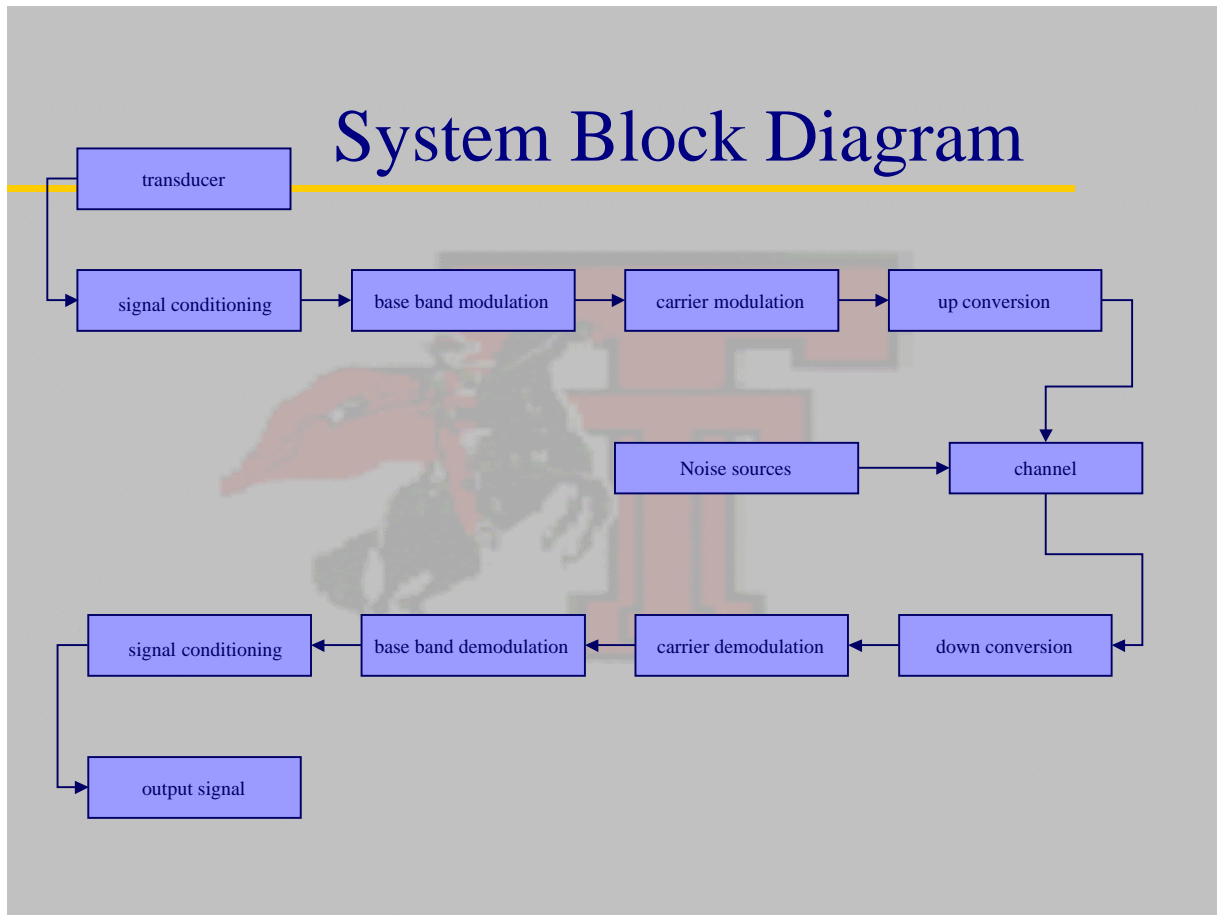 System Block Diagram
transducer
signal conditioning
base band modulation
carrier modulation
up conversion
Noise sources
channel
signal conditioning
base band demodulation
carrier demodulation
down conversion
output signal